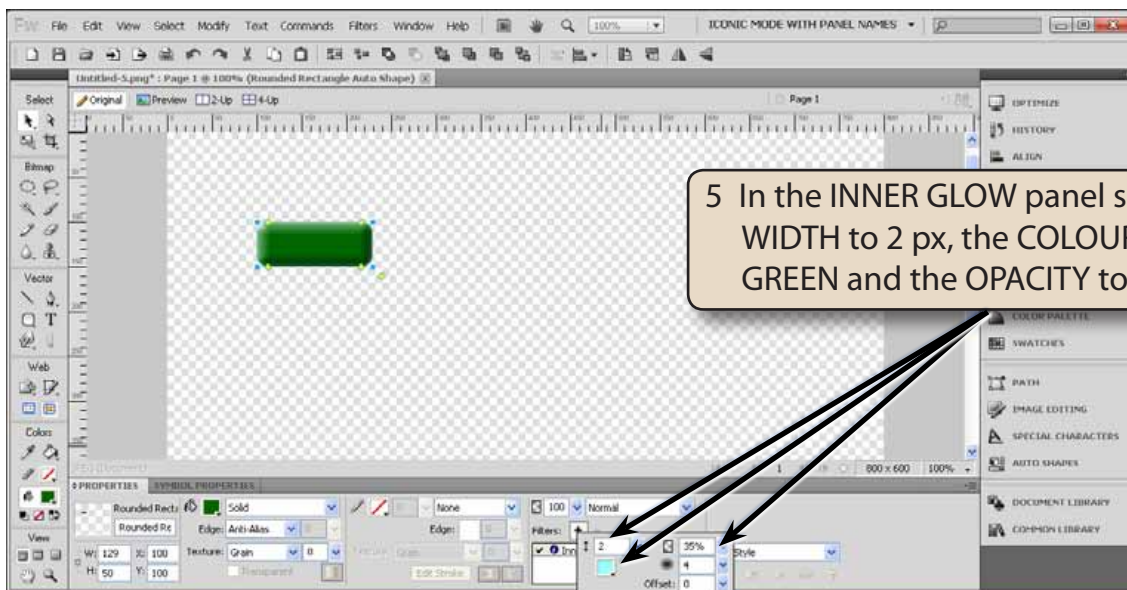 Fw File Edit View Select Modify Text Commands Filters Window Help 100% ICONIC MODE WITH PANEL NAMES
Untitled-5.png* : Page 1 @ 100% (Rounded Rectangle Auto Shape)
Select
Original Preview 2-Up 4-Up Page 1
Bitmap
Vector
Web
Colors
View
OPTIMIZE
HISTORY
ALIGN
5 In the INNER GLOW panel s
WIDTH to 2 px, the COLOUR
GREEN and the OPACITY to
COLOR PALETTE
SWATCHES
PATH
IMAGE EDITING
SPECIAL CHARACTERS
AUTO SHAPES
DOCUMENT LIBRARY
COMMON LIBRARY
1 800 x 600 100%
PROPERTIES SYMBOL PROPERTIES
Rounded Recta Solid None 100 Normal
Rounded Re Edge: Anti-Alias Edge: Filters:
W: 129 X: 100 Texture: Grain 0 Inn 2 35% Style
H: 50 Y: 100 Transparent Edit Stroke 4
Offset: 0